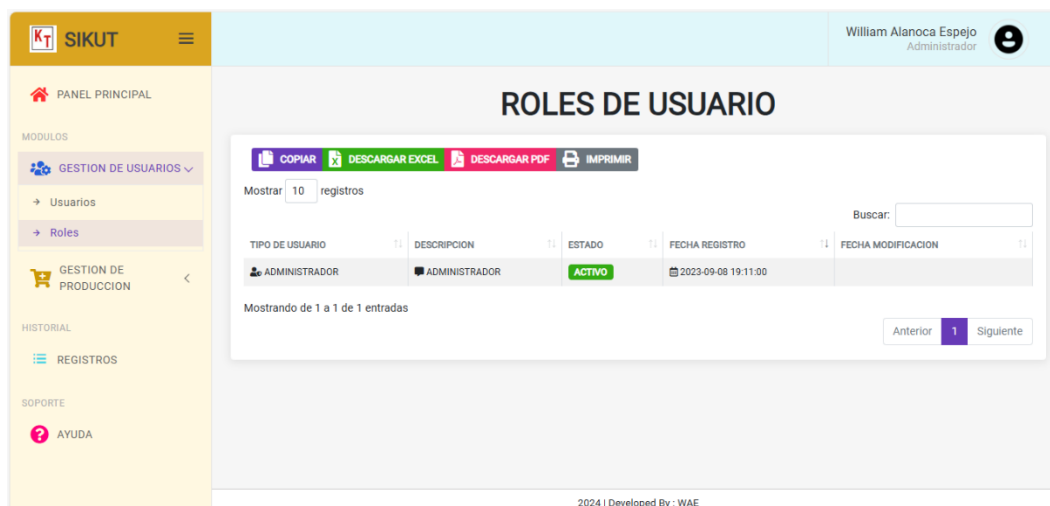 KT SIKUT
William Alanoca Espejo
Administrador
PANEL PRINCIPAL
MODULOS
GESTION DE USUARIOS
Usuarios
Roles
GESTION DE
PRODUCCION
HISTORIAL
REGISTROS
SOPORTE
AYUDA
ROLES DE USUARIO
COPIAR DESCARGAR EXCEL DESCARGAR PDF IMPRIMIR
Mostrar 10 registros
Buscar:
TIPO DE USUARIO DESCRIPCION ESTADO FECHA REGISTRO FECHA MODIFICACION
ADMINISTRADOR ADMINISTRADOR ACTIVO 2023-09-08 19:11:00
Mostrando de 1 a 1 de 1 entradas
Anterior 1 Siguiente
2024 | Developed By : WAE